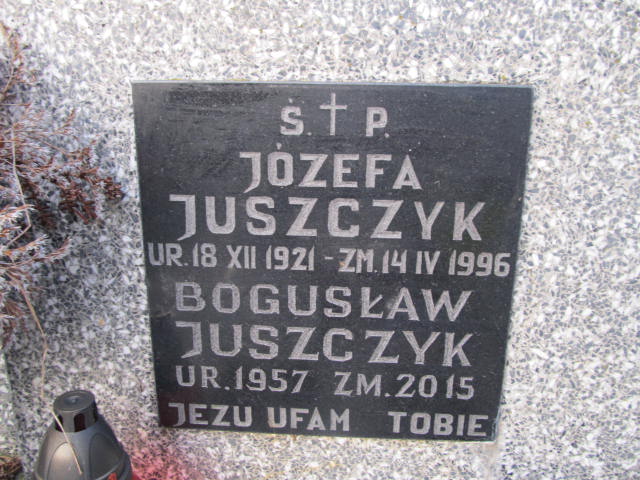 Ś. † P.
JÓZEFA
JUSZCZYK
UR.18 XII 1921 - ZM.14 IV 1996
BOGUSŁAW
JUSZCZYK
UR.1957 ZM.2015
JEZU UFAM TOBIE